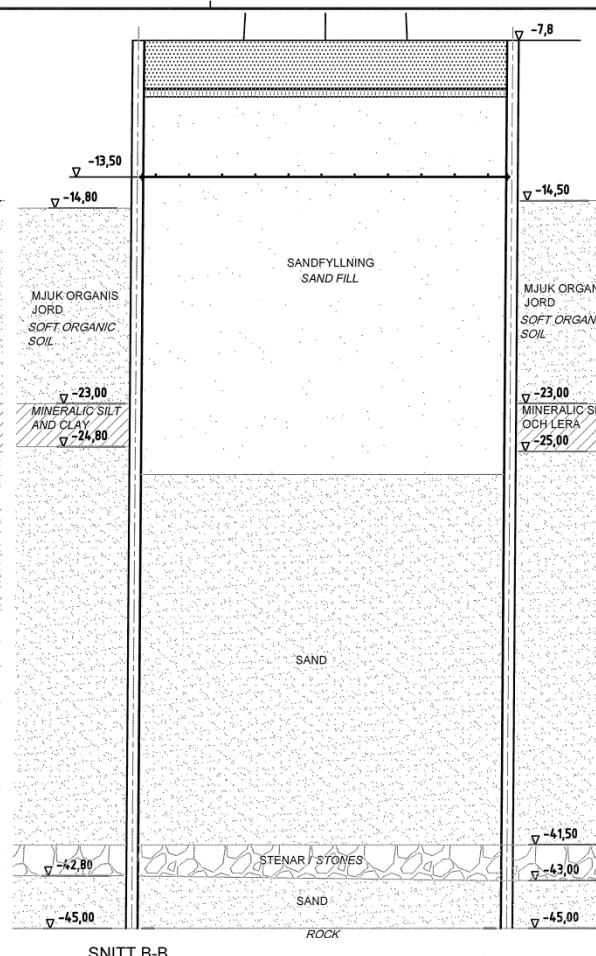 -7,8
-13,50
-14,80
-14,50
SANDFYLLNING
SAND FILL
MJUK ORGANIS
JORD
SOFT ORGANIC
SOIL
MJUK ORGAN
JORD
SOFT ORGAN
SOIL
-23,00
-23,00
MINERALIC SILT
AND CLAY
-24,80
MINERALIC SI
OCH LERA
-25,00
SAND
-41,50
STENAR / STONES
-42,80
-43,00
SAND
-45,00
-45,00
ROCK
SNITT B-B